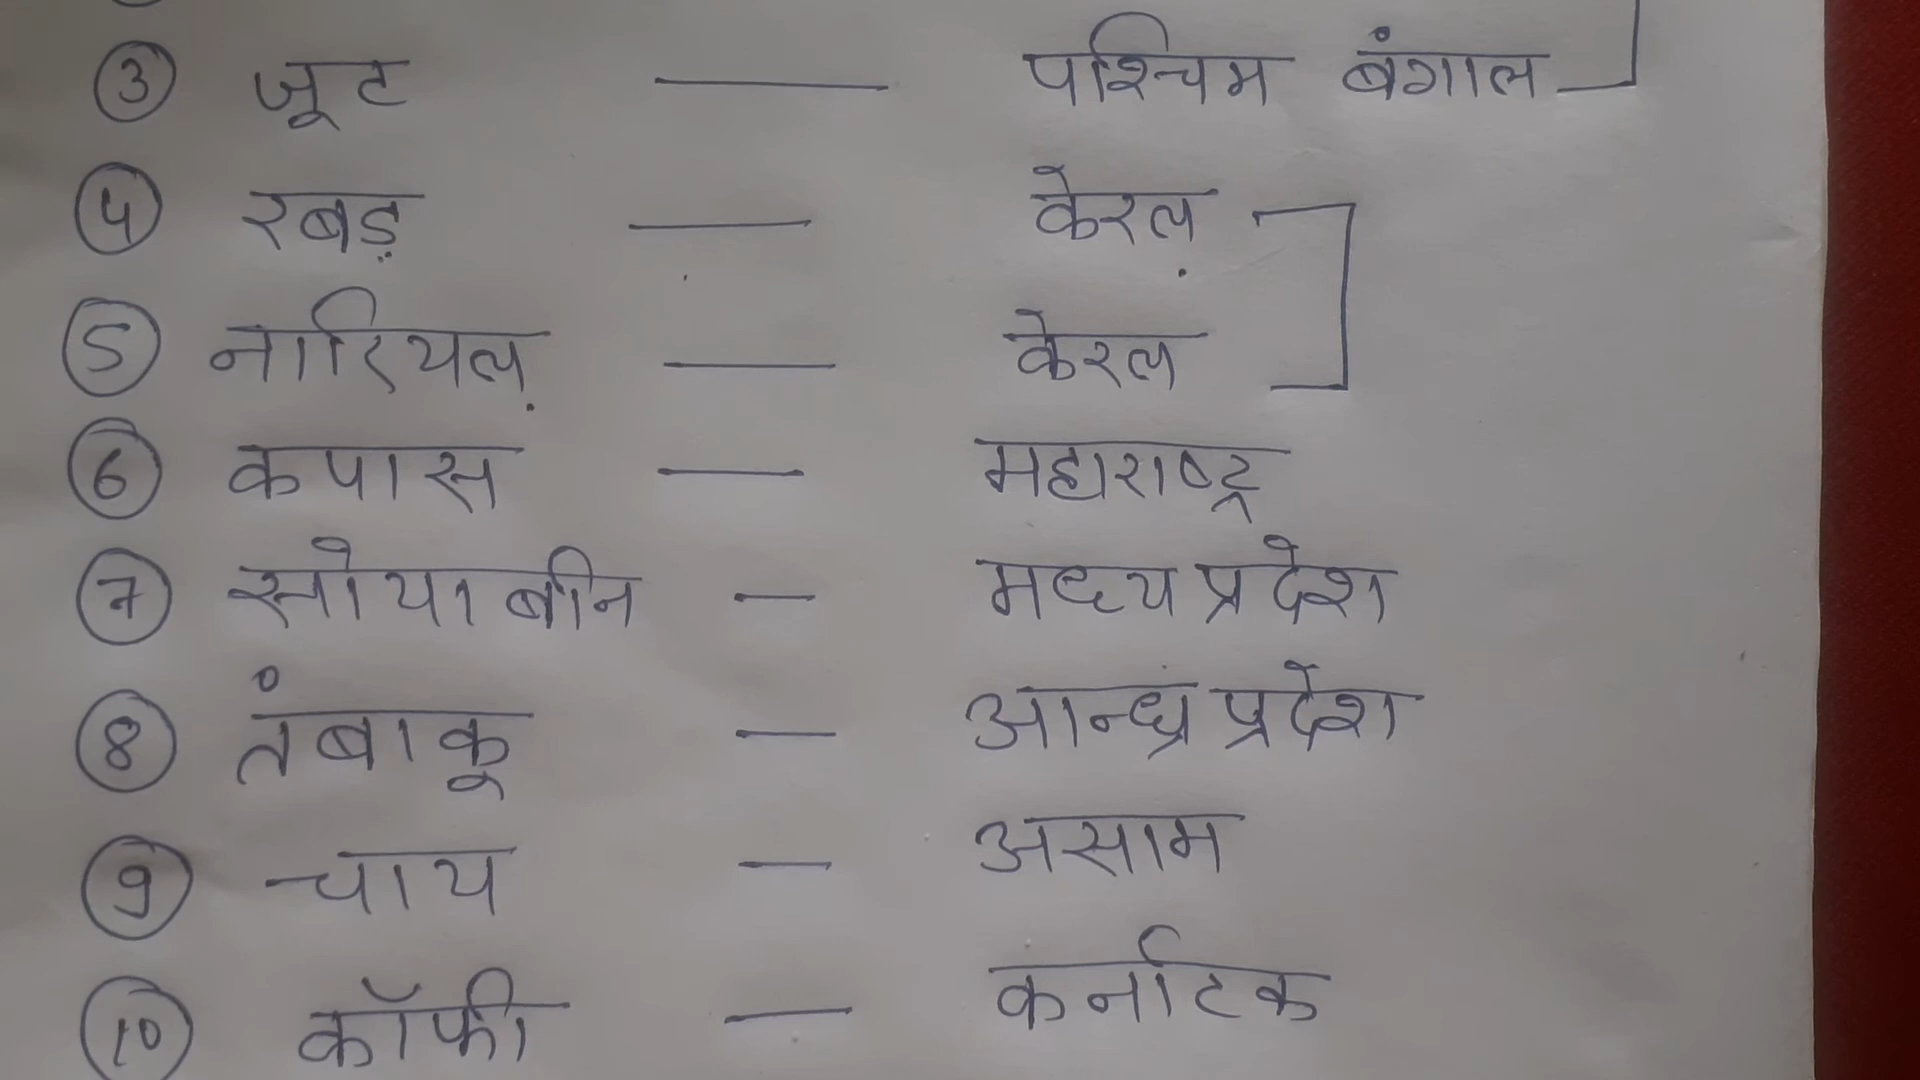 3 जूट — पश्चिम बंगाल
4 रबड़ — केरल
5 नारियल — केरल
6 कपास — महाराष्ट्र
7 सोयाबीन — मध्य प्रदेश
8 तंबाकू — आन्ध्र प्रदेश
9 चाय — असाम
10 कॉफी — कर्नाटक